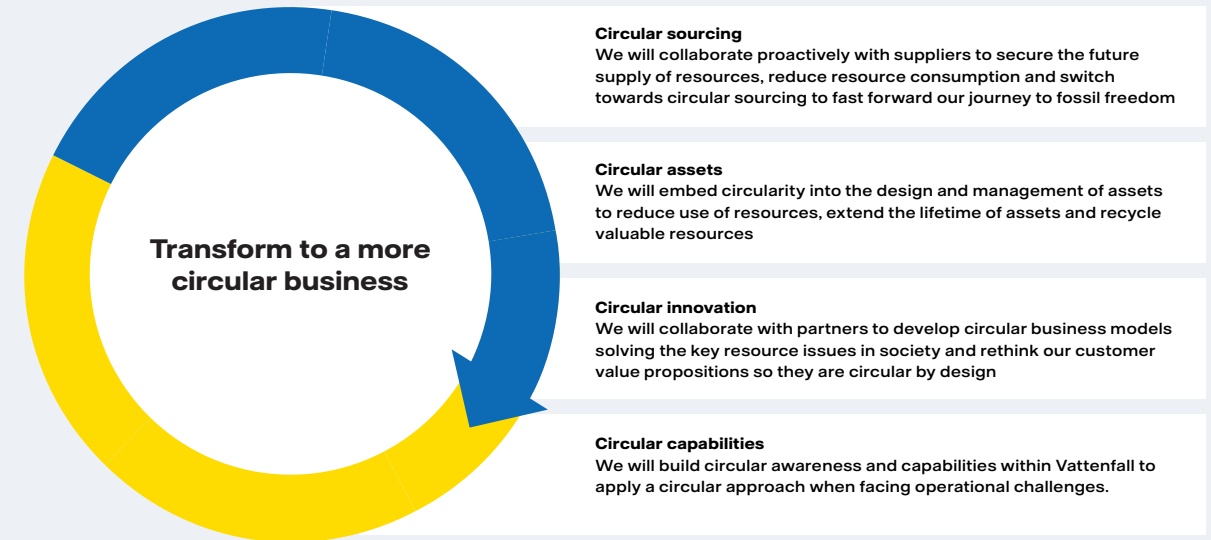 Transform to a more
circular business
Circular sourcing
We will collaborate proactively with suppliers to secure the future
supply of resources, reduce resource consumption and switch
towards circular sourcing to fast forward our journey to fossil freedom
Circular assets
We will embed circularity into the design and management of assets
to reduce use of resources, extend the lifetime of assets and recycle
valuable resources
Circular innovation
We will collaborate with partners to develop circular business models
solving the key resource issues in society and rethink our customer
value propositions so they are circular by design
Circular capabilities
We will build circular awareness and capabilities within Vattenfall to
apply a circular approach when facing operational challenges.